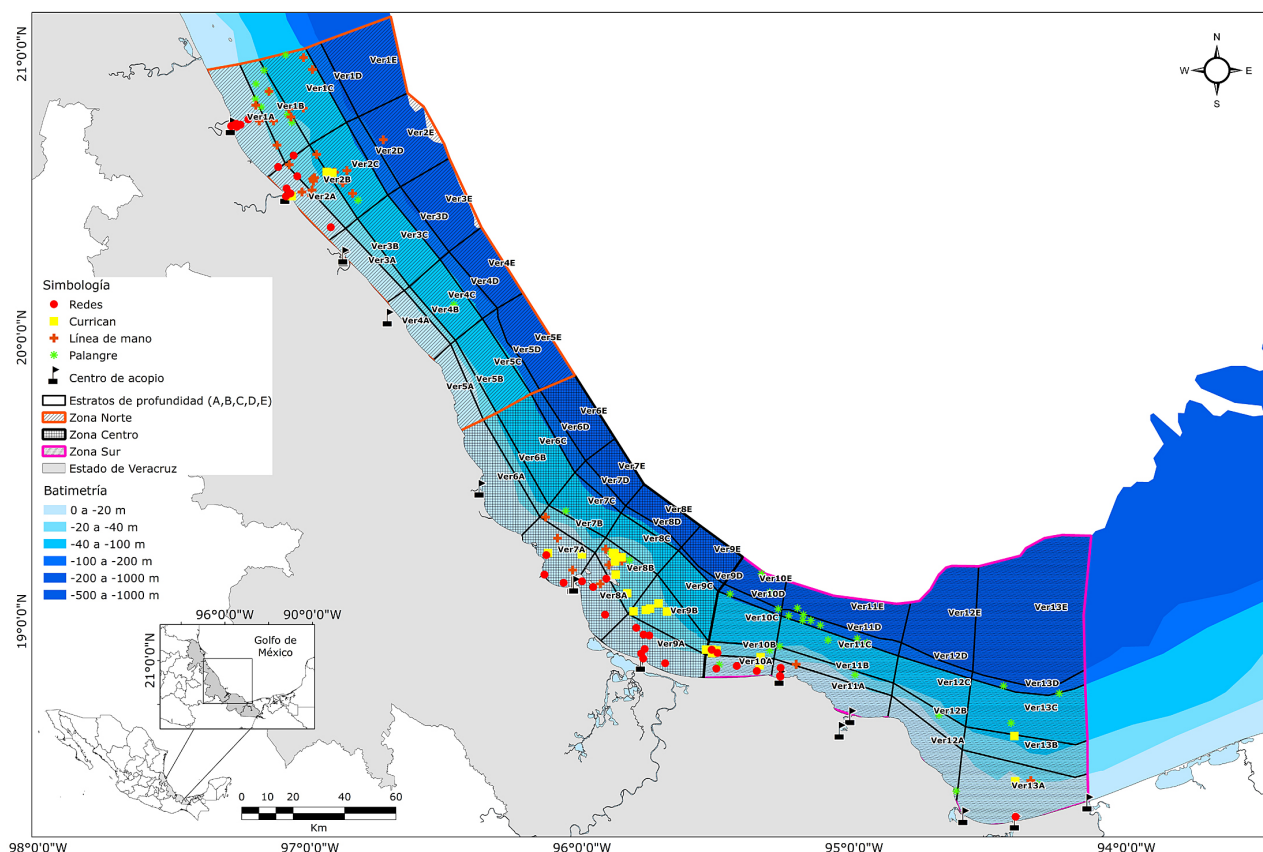 21°0'0"N
20°0'0"N
19°0'0"N
98°0'0"W
97°0'0"W
96°0'0"W
95°0'0"W
94°0'0"W
N
W
E
S
Ver1E
Ver1D
Ver1C
Ver1B
Ver1A
Ver2E
Ver2D
Ver2C
Ver2B
Ver2A
Ver3E
Ver3D
Ver3C
Ver3B
Ver3A
Ver4E
Ver4D
Ver4C
Ver4B
Ver4A
Ver5E
Ver5D
Ver5C
Ver5B
Ver5A
Ver6E
Ver6D
Ver6C
Ver6B
Ver6A
Ver7E
Ver7D
Ver7C
Ver7B
Ver7A
Ver8E
Ver8D
Ver8C
Ver8B
Ver8A
Ver9E
Ver9D
Ver9C
Ver9B
Ver9A
Ver10E
Ver10D
Ver10C
Ver10B
Ver10A
Ver11E
Ver11D
Ver11C
Ver11B
Ver11A
Ver12E
Ver12D
Ver12C
Ver12B
Ver12A
Ver13E
Ver13D
Ver13C
Ver13B
Ver13A
Simbología
Redes
Currican
Línea de mano
Palangre
Centro de acopio
Estratos de profundidad (A,B,C,D,E)
Zona Norte
Zona Centro
Zona Sur
Estado de Veracruz
Batimetría
0 a -20 m
-20 a -40 m
-40 a -100 m
-100 a -200 m
-200 a -1000 m
-500 a -1000 m
96°0'0"W
90°0'0"W
21°0'0"N
Golfo de
México
0 10 20 40 60
Km